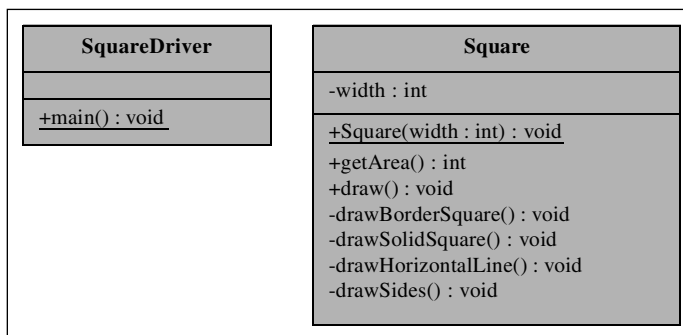 SquareDriver
+main() : void
Square
-width : int
+Square(width : int) : void
+getArea() : int
+draw() : void
-drawBorderSquare() : void
-drawSolidSquare() : void
-drawHorizontalLine() : void
-drawSides() : void